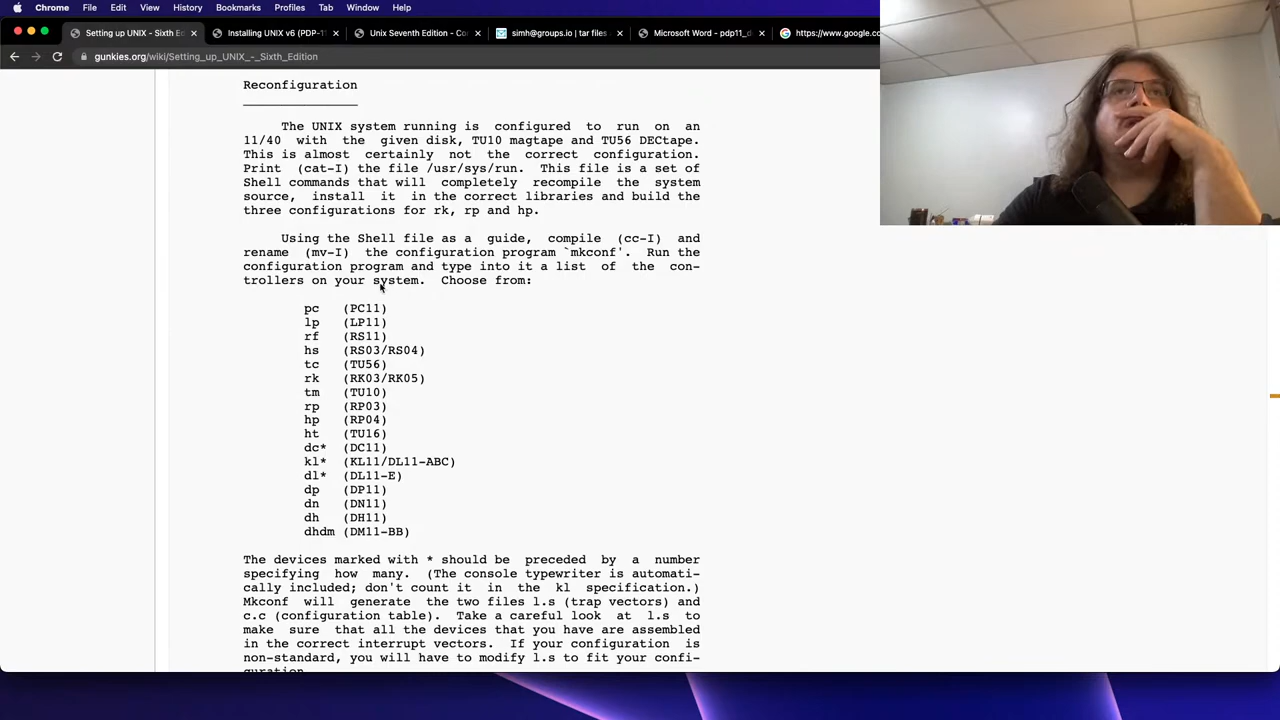 Chrome File Edit View History Bookmarks Profiles Tab Window Help
Setting up UNIX - Sixth Ed Installing UNIX v6 (PDP-1 Unix Seventh Edition - Co simh@groups.io | tar files Microsoft Word - pdp11_d https://www.google.co
gunkies.org/wiki/Setting_up_UNIX_-_Sixth_Edition
Reconfiguration
The UNIX system running is configured to run on an
11/40 with the given disk, TU10 magtape and TU56 DECtape.
This is almost certainly not the correct configuration.
Print (cat-I) the file /usr/sys/run. This file is a set of
Shell commands that will completely recompile the system
source, install it in the correct libraries and build the
three configurations for rk, rp and hp.
Using the Shell file as a guide, compile (cc-I) and
rename (mv-I) the configuration program `mkconf'. Run the
configuration program and type into it a list of the con-
trollers on your system. Choose from:
pc (PC11)
lp (LP11)
rf (RS11)
hs (RS03/RS04)
tc (TU56)
rk (RK03/RK05)
tm (TU10)
rp (RP03)
hp (RP04)
ht (TU16)
dc* (DC11)
kl* (KL11/DL11-ABC)
dl* (DL11-E)
dp (DP11)
dn (DN11)
dh (DH11)
dhdm (DM11-BB)
The devices marked with * should be preceded by a number
specifying how many. (The console typewriter is automati-
cally included; don't count it in the kl specification.)
Mkconf will generate the two files l.s (trap vectors) and
c.c (configuration table). Take a careful look at l.s to
make sure that all the devices that you have are assembled
in the correct interrupt vectors. If your configuration is
non-standard, you will have to modify l.s to fit your confi-
guration.